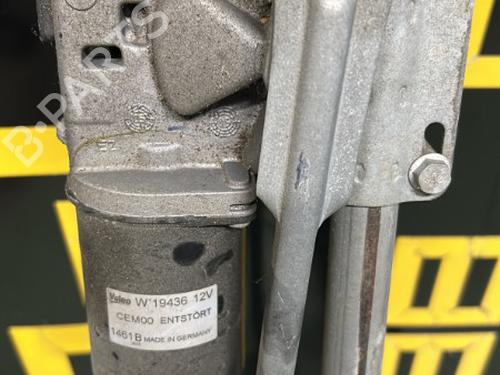 B-PARTS
Valeo W 19436 12V
CEM00 ENTSTÖRT
1461B MADE IN GERMANY